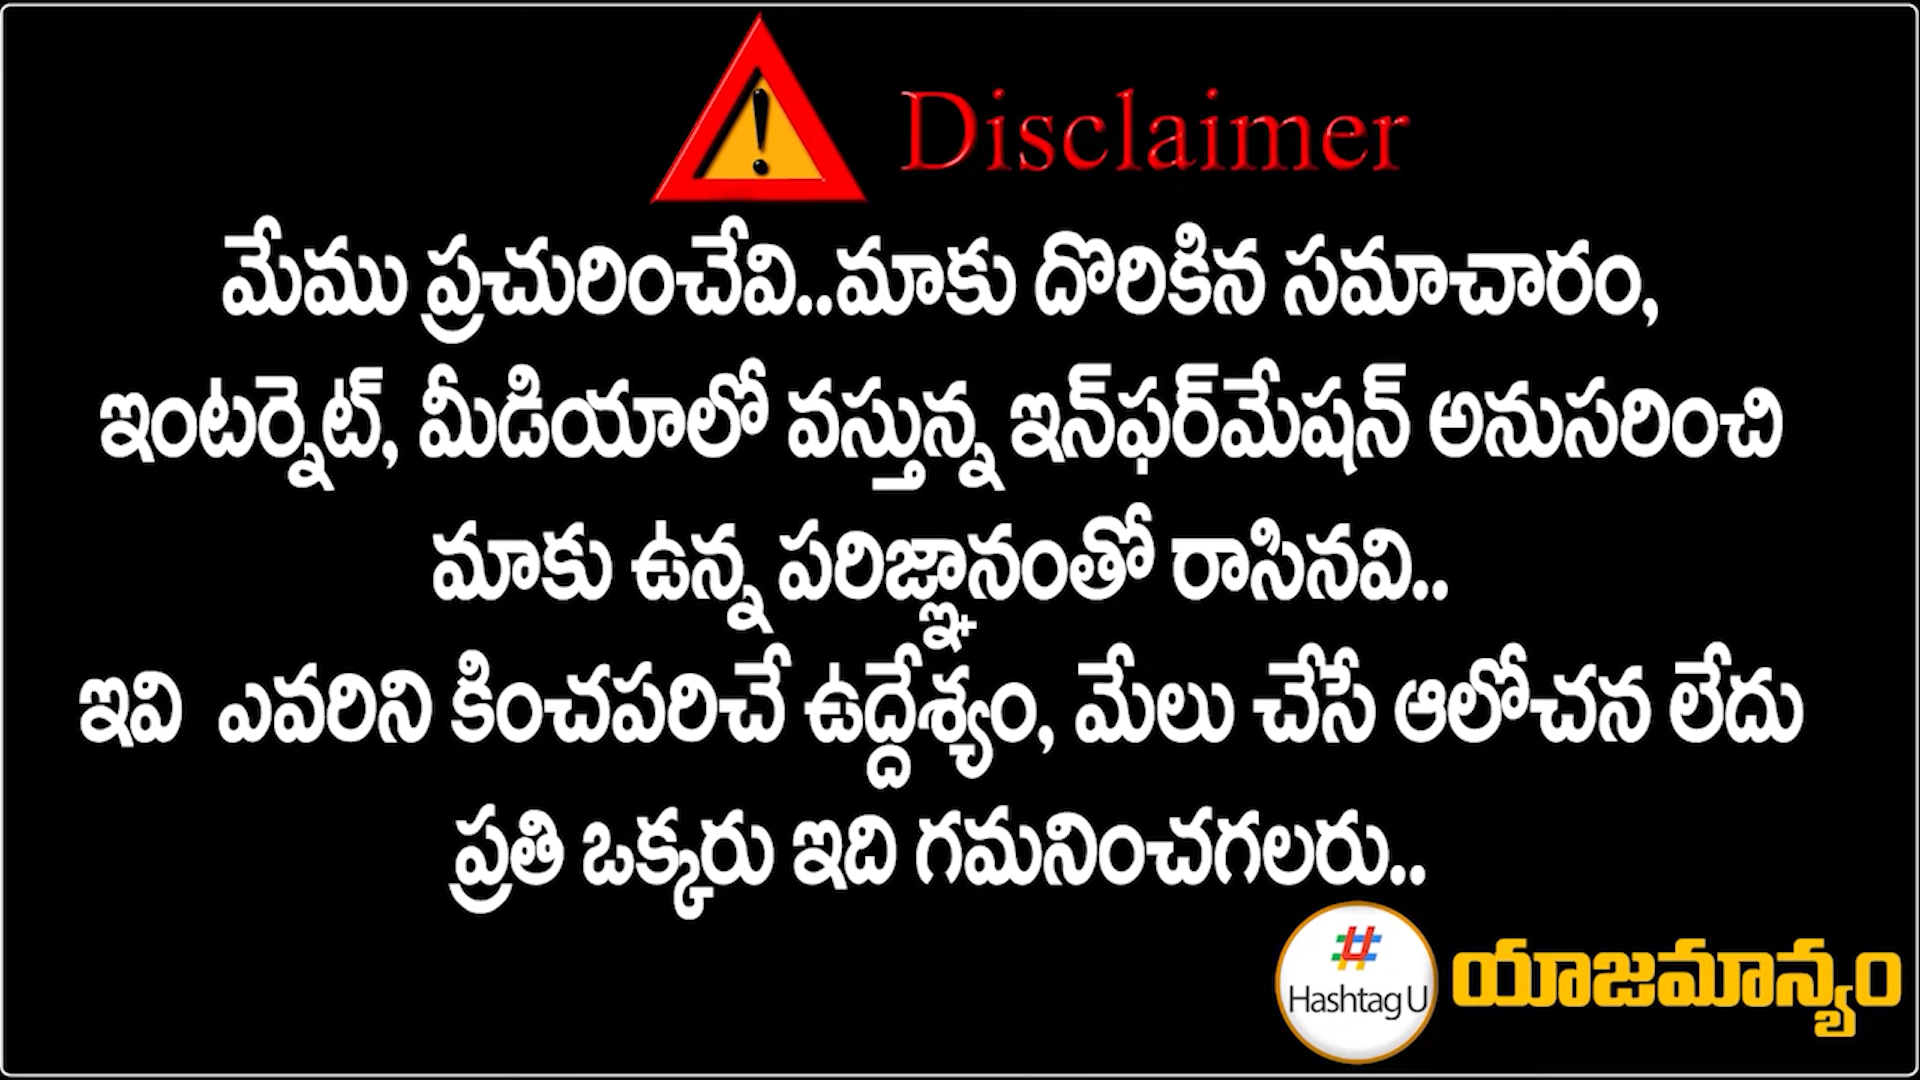 Disclaimer
మేము ప్రచురించేవి..మాకు దొరికిన సమాచారం,
ఇంటర్నెట్, మీడియాలో వస్తున్న ఇన్‌ఫర్‌మేషన్ అనుసరించి
మాకు ఉన్న పరిజ్ఞానంతో రాసినవి..
ఇవి ఎవరిని కించపరిచే ఉద్దేశ్యం, మేలు చేసే ఆలోచన లేదు
ప్రతి ఒక్కరు ఇది గమనించగలరు..
Hashtag U యాజమాన్యం